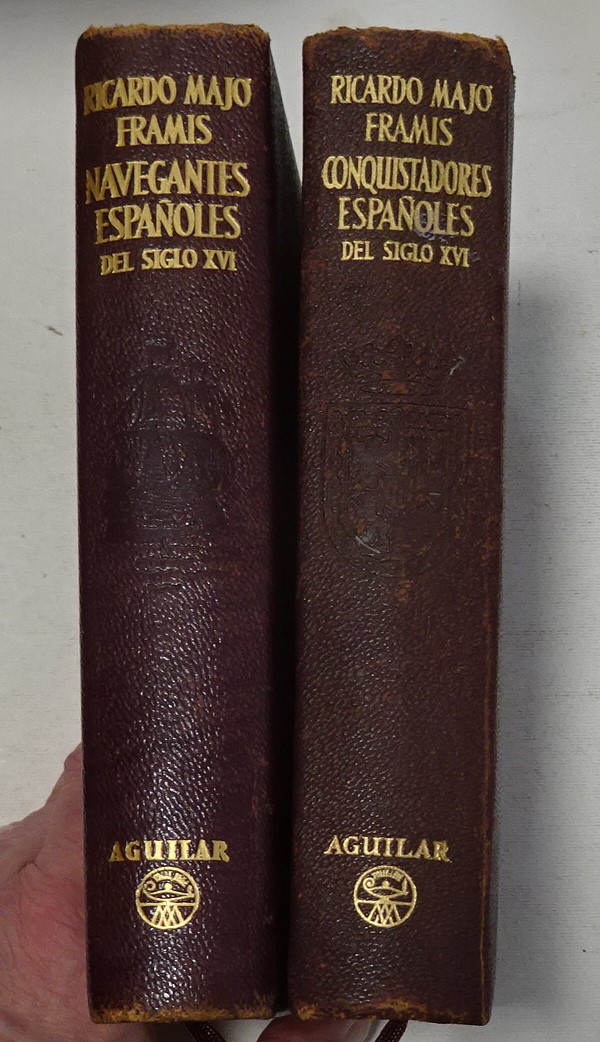 RICARDO MAJÓ
FRAMIS
NAVEGANTES
ESPAÑOLES
DEL SIGLO XVI
AGUILAR
RICARDO MAJÓ
FRAMIS
CONQUISTADORES
ESPAÑOLES
DEL SIGLO XVI
AGUILAR